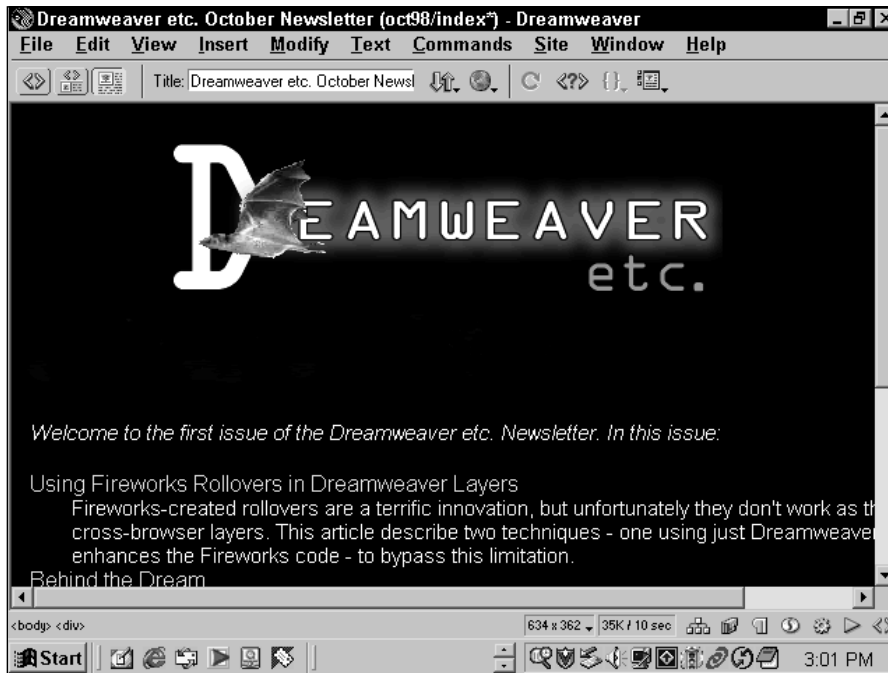 Dreamweaver etc. October Newsletter (oct98/index*) - Dreamweaver
File Edit View Insert Modify Text Commands Site Window Help
Title: Dreamweaver etc. October Newsl
DREAMWEAVER
etc.
Welcome to the first issue of the Dreamweaver etc. Newsletter. In this issue:
Using Fireworks Rollovers in Dreamweaver Layers
Fireworks-created rollovers are a terrific innovation, but unfortunately they don't work as th
cross-browser layers. This article describe two techniques - one using just Dreamweaver
enhances the Fireworks code - to bypass this limitation.
Behind the Dream
<body> <div> 634 x 362 35K / 10 sec
Start 3:01 PM